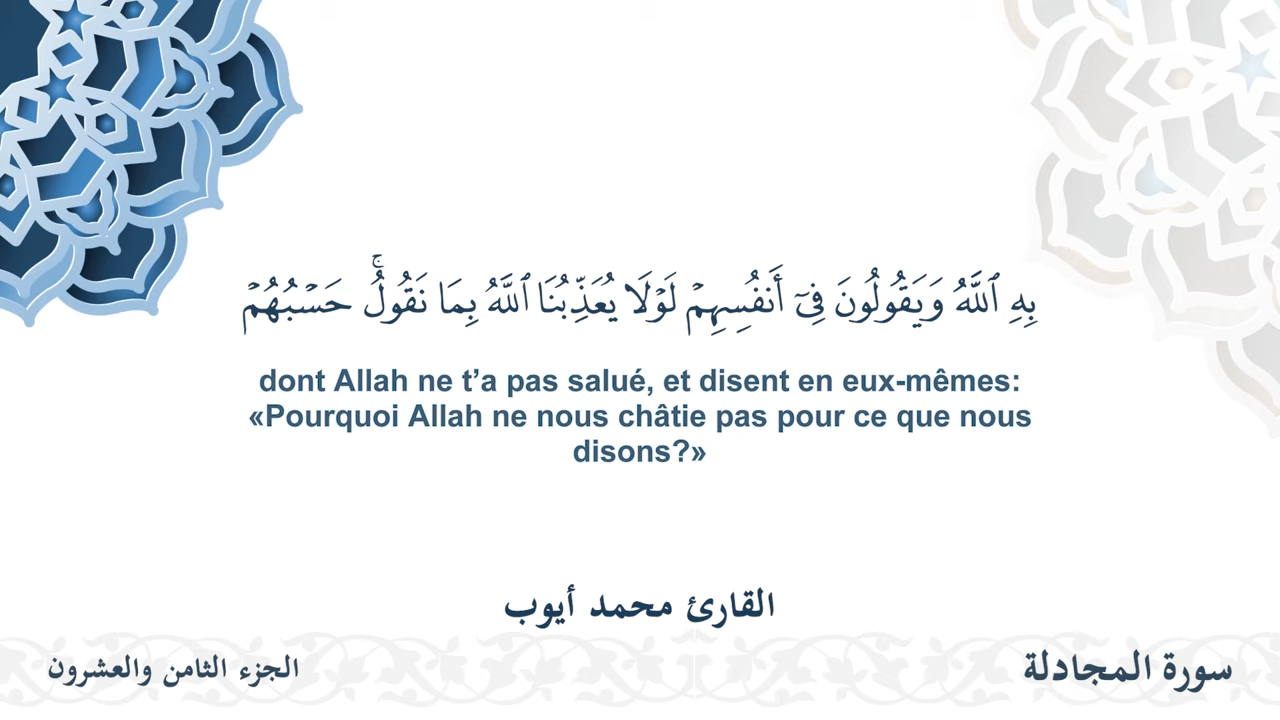 بِهِ ٱللَّهُ وَيَقُولُونَ فِىٓ أَنفُسِهِمۡ لَوۡلَا يُعَذِّبُنَا ٱللَّهُ بِمَا نَقُولُۚ حَسۡبُهُمۡ
dont Allah ne t’a pas salué, et disent en eux-mêmes:
«Pourquoi Allah ne nous châtie pas pour ce que nous
disons?»
القارئ محمد أيوب
سورة المجادلة
الجزء الثامن والعشرون